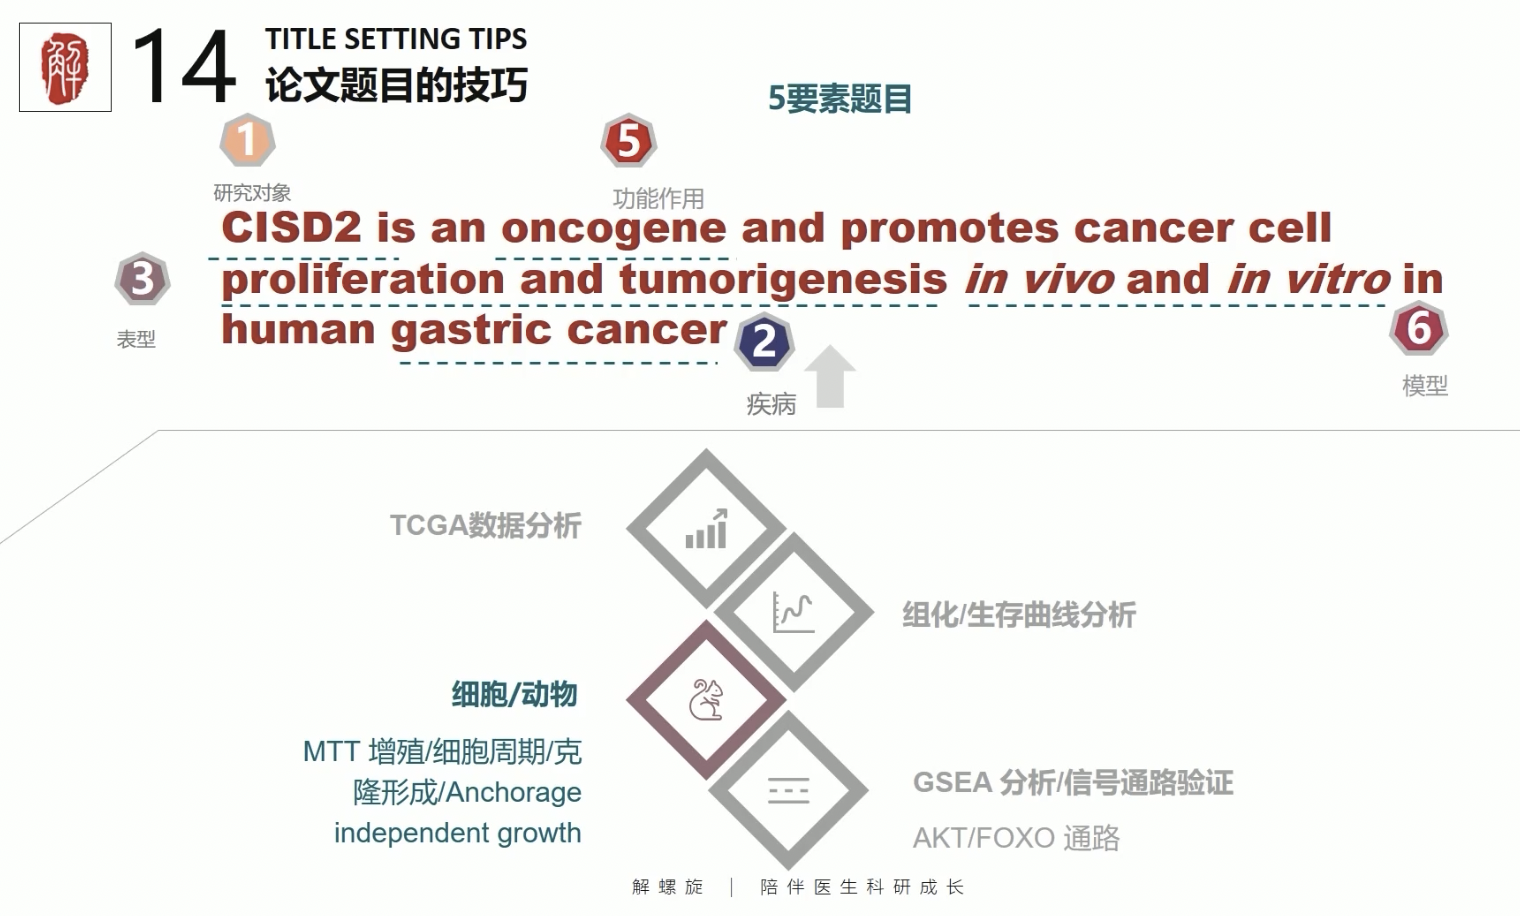 解
14
TITLE SETTING TIPS
论文题目的技巧
5要素题目
1
5
研究对象
功能作用
CISD2 is an oncogene and promotes cancer cell
3
proliferation and tumorigenesis in vivo and in vitro in
表型
human gastric cancer
2
6
疾病
模型
TCGA数据分析
组化/生存曲线分析
细胞/动物
MTT 增殖/细胞周期/克
隆形成/Anchorage
independent growth
GSEA 分析/信号通路验证
AKT/FOXO 通路
解螺旋 | 陪伴医生科研成长